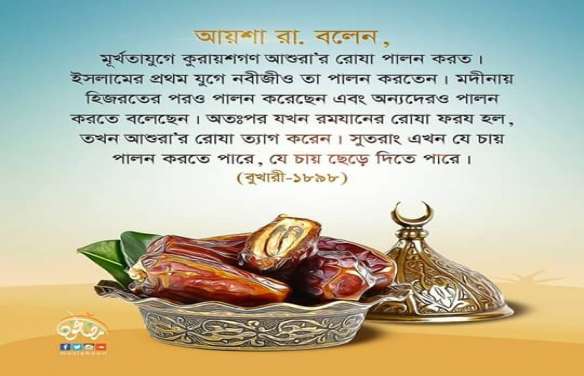 আয়শা রা. বলেন,
মূর্খতাযুগে কুরায়শগণ আশুরা'র রোযা পালন করত।
ইসলামের প্রথম যুগে নবীজীও তা পালন করতেন। মদীনায়
হিজরতের পরও পালন করেছেন এবং অন্যদেরও পালন
করতে বলেছেন। অতঃপর যখন রমযানের রোযা ফরয হল,
তখন আশুরা'র রোযা ত্যাগ করেন। সুতরাং এখন যে চায়
পালন করতে পারে, যে চায় ছেড়ে দিতে পারে।
(বুখারী-১৮৯৮)